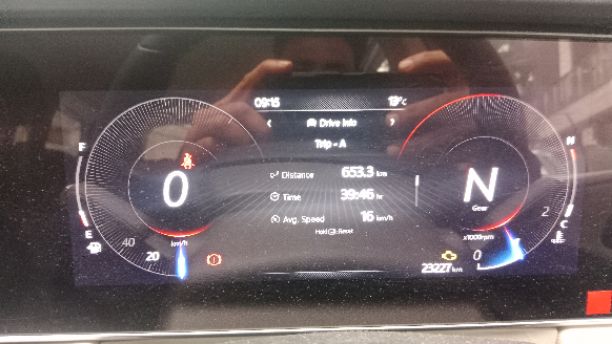 09:15 19°c
< Drive Info >
Trip - A
F H
Distance 653.3 km
0 N
Time 39:46 hr
Gear
Avg. Speed 16 km/h
2
Hold Reset
E C
40 km/h x1000rpm
20 0
23227 km